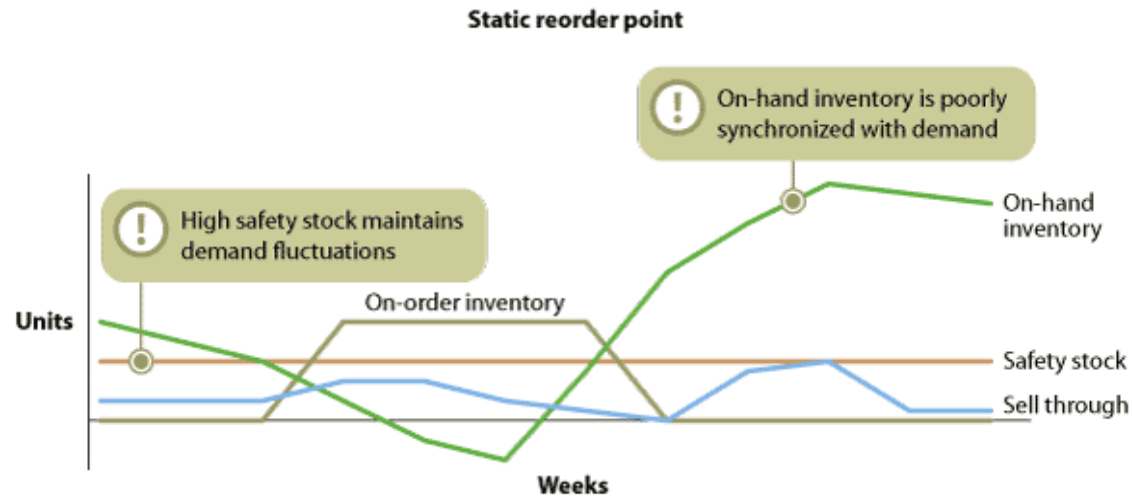 Static reorder point
On-hand inventory is poorly
synchronized with demand
High safety stock maintains
demand fluctuations
On-hand
inventory
On-order inventory
Units
Safety stock
Sell through
Weeks